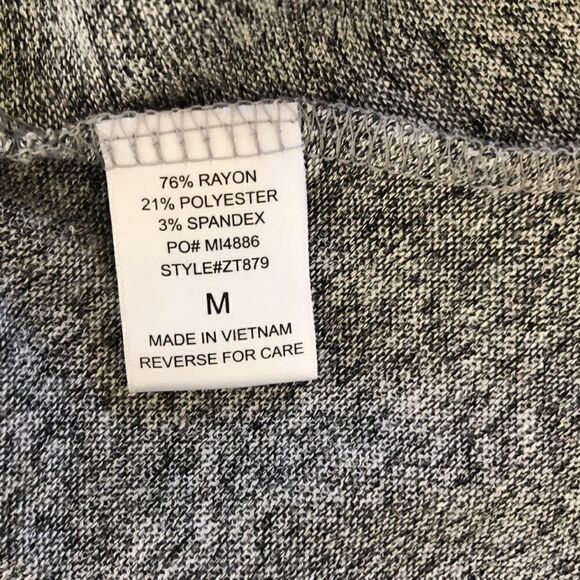 76% RAYON
21% POLYESTER
3% SPANDEX
PO# MI4886
STYLE#ZT879
M
MADE IN VIETNAM
REVERSE FOR CARE